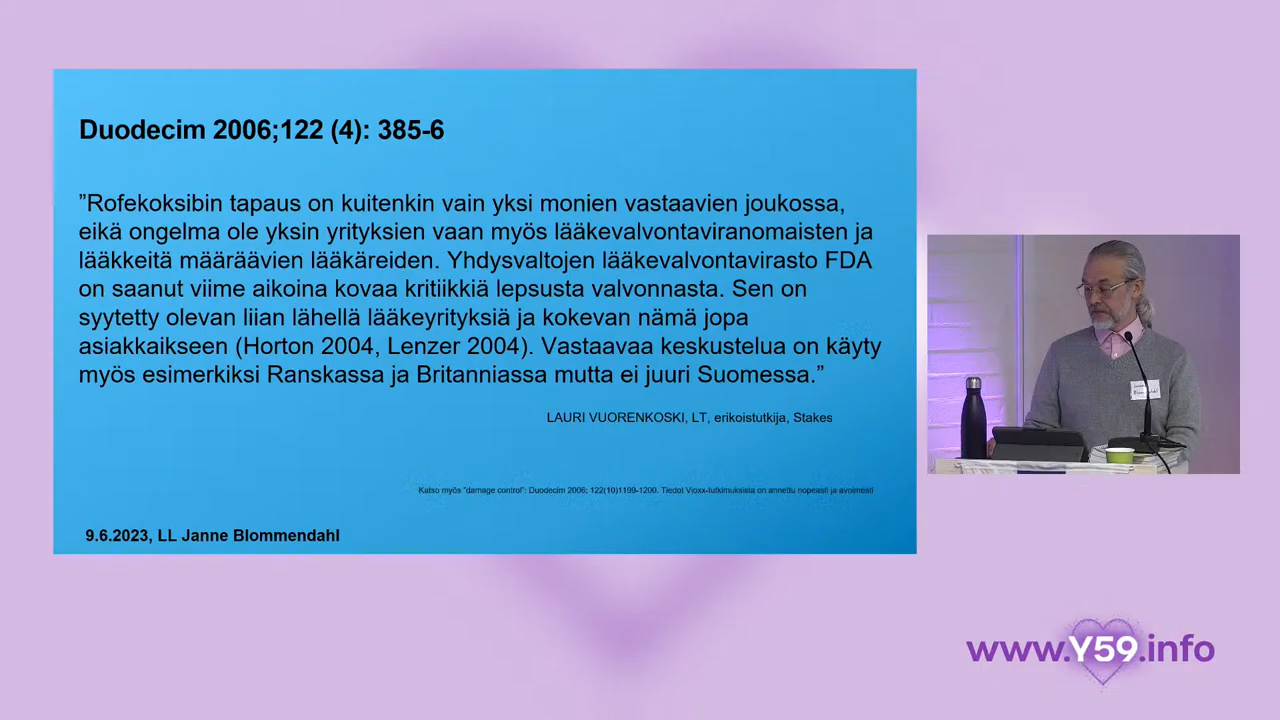 Duodecim 2006;122 (4): 385-6
”Rofekoksibin tapaus on kuitenkin vain yksi monien vastaavien joukossa,
eikä ongelma ole yksin yrityksien vaan myös lääkevalvontaviranomaisten ja
lääkkeitä määräävien lääkäreiden. Yhdysvaltojen lääkevalvontavirasto FDA
on saanut viime aikoina kovaa kritiikkiä lepsusta valvonnasta. Sen on
syytetty olevan liian lähellä lääkeyrityksiä ja kokevan nämä jopa
asiakkaikseen (Horton 2004, Lenzer 2004). Vastaavaa keskustelua on käyty
myös esimerkiksi Ranskassa ja Britanniassa mutta ei juuri Suomessa.”
LAURI VUORENKOSKI, LT, erikoistutkija, Stakes
Katso myös ”damage control”: Duodecim 2006; 122(10)1199-1200. Tiedot Vioxx-tutkimuksista on annettu nopeasti ja avoimesti
9.6.2023, LL Janne Blommendahl
www.Y59.info